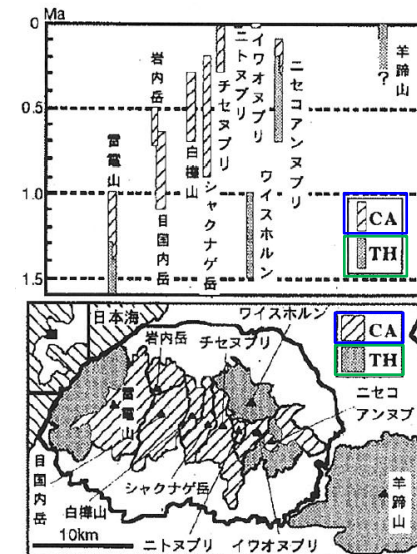 Ma
0
0.5
1.0
1.5
雷電山
岩内岳
目国内岳
白樺山
シャクナゲ岳
チセヌプリ
ニトヌプリ
イワオヌプリ
ワイスホルン
ニセコアンヌプリ
羊蹄山
?
CA
TH
日本海
ワイスホルン
岩内岳
チセヌプリ
CA
TH
雷電山
ニセコ
アンヌプ
目国内岳
シャクナゲ岳
白樺山
羊蹄山
ニトヌプリ
イワオヌプリ
10km